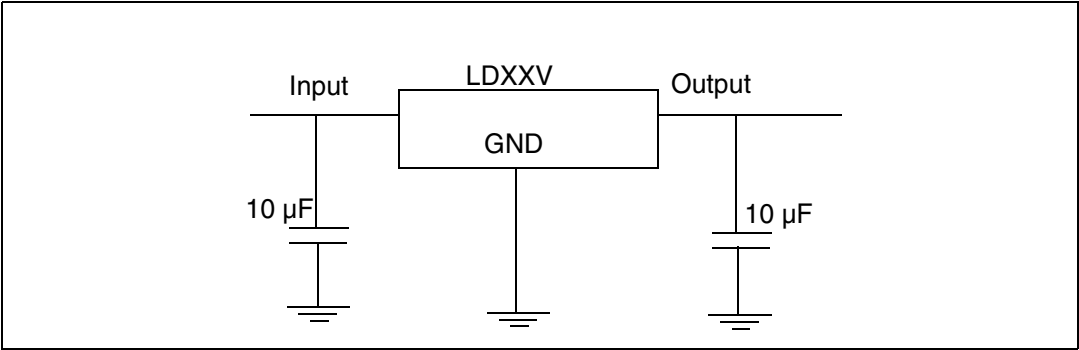 Input
LDXXV
Output
GND
10 µF
10 µF